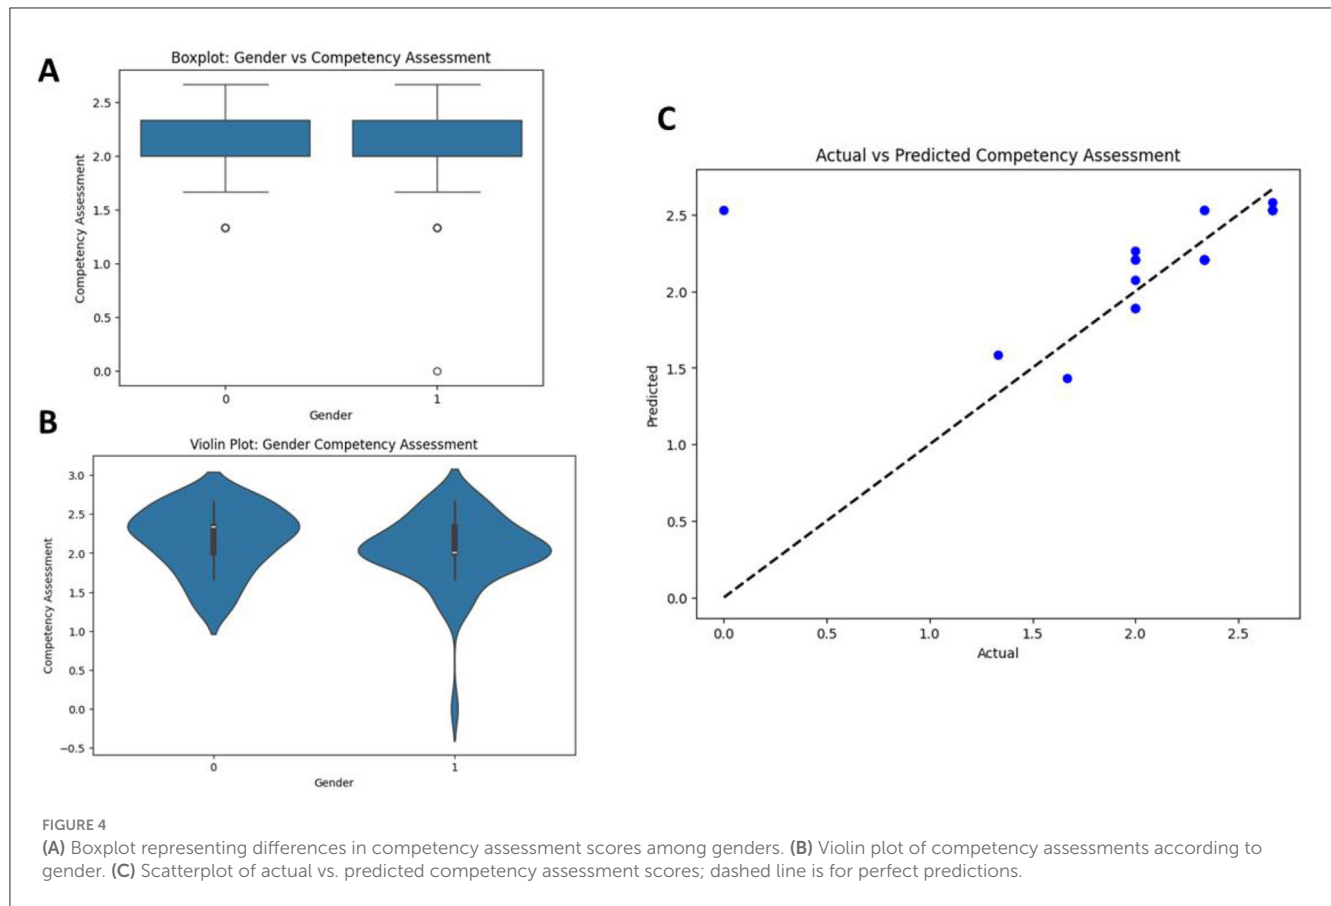 A
Boxplot: Gender vs Competency Assessment
Competency Assessment
2.5
2.0
1.5
1.0
0.5
0.0
0
1
Gender
B
Violin Plot: Gender Competency Assessment
Competency Assessment
3.0
2.5
2.0
1.5
1.0
0.5
0.0
−0.5
0
1
Gender
C
Actual vs Predicted Competency Assessment
Predicted
2.5
2.0
1.5
1.0
0.5
0.0
0.0
0.5
1.0
1.5
2.0
2.5
Actual
FIGURE 4
(A) Boxplot representing differences in competency assessment scores among genders. (B) Violin plot of competency assessments according to
gender. (C) Scatterplot of actual vs. predicted competency assessment scores; dashed line is for perfect predictions.